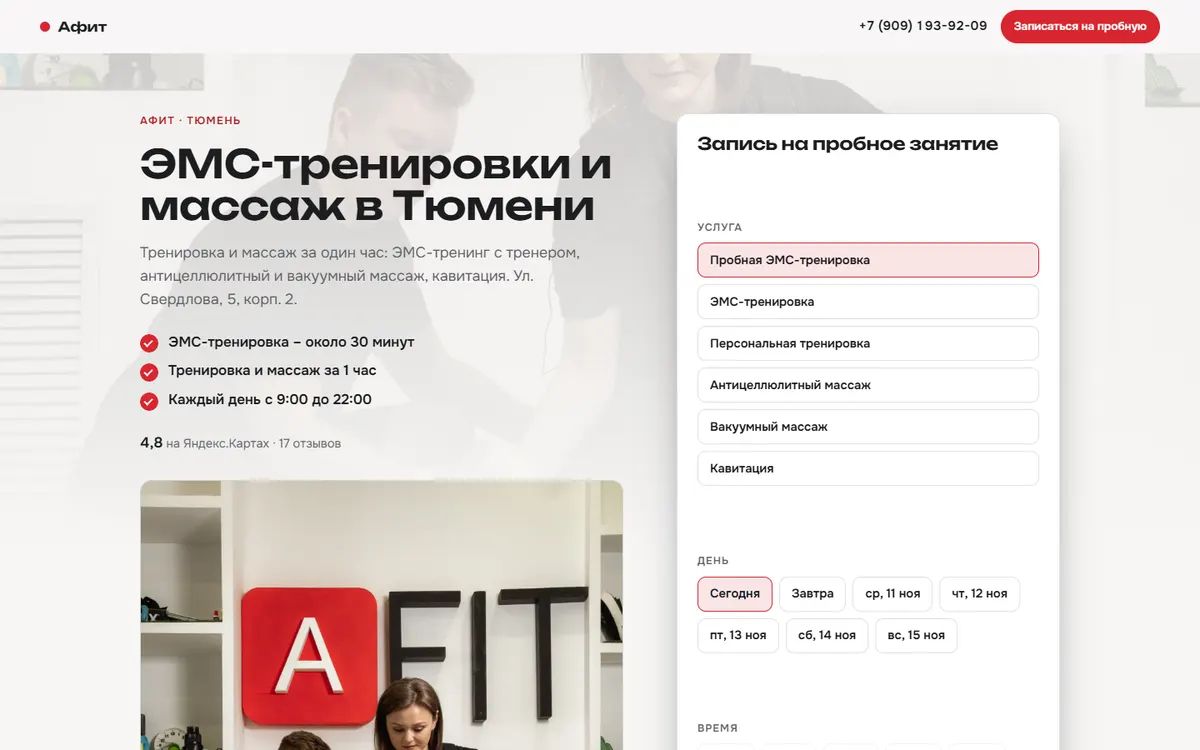 Афит
+7 (909) 193-92-09
Записаться на пробную
АФИТ · ТЮМЕНЬ
ЭМС-тренировки и
массаж в Тюмени
Тренировка и массаж за один час: ЭМС-тренинг с тренером,
антицеллюлитный и вакуумный массаж, кавитация. Ул.
Свердлова, 5, корп. 2.
ЭМС-тренировка – около 30 минут
Тренировка и массаж за 1 час
Каждый день с 9:00 до 22:00
4,8 на Яндекс.Картах · 17 отзывов
A FIT
Запись на пробное занятие
УСЛУГА
Пробная ЭМС-тренировка
ЭМС-тренировка
Персональная тренировка
Антицеллюлитный массаж
Вакуумный массаж
Кавитация
ДЕНЬ
Сегодня
Завтра
ср, 11 ноя
чт, 12 ноя
пт, 13 ноя
сб, 14 ноя
вс, 15 ноя
ВРЕМЯ